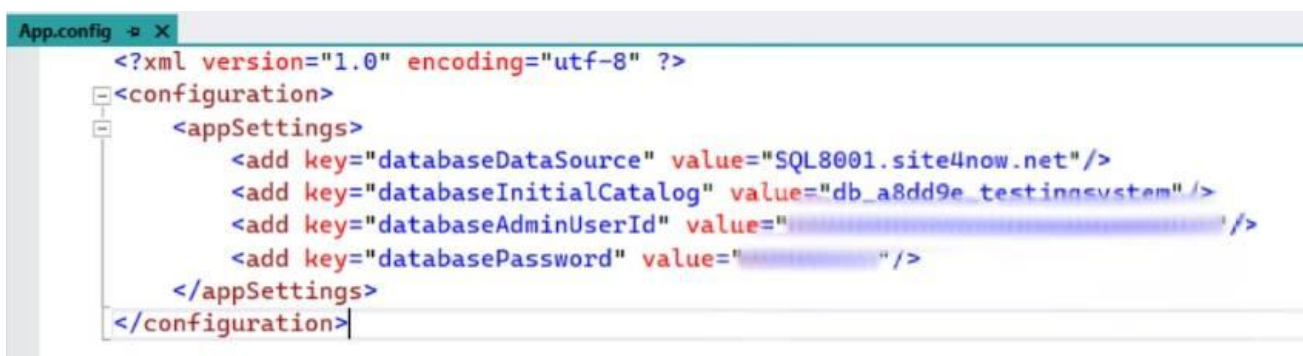 App.config
<?xml version="1.0" encoding="utf-8" ?>
<configuration>
<appSettings>
<add key="databaseDataSource" value="SQL8001.site4now.net"/>
<add key="databaseInitialCatalog" value="db_a8dd9e_testingsystem"/>
<add key="databaseAdminUserId" value=" "/>
<add key="databasePassword" value=" "/>
</appSettings>
</configuration>